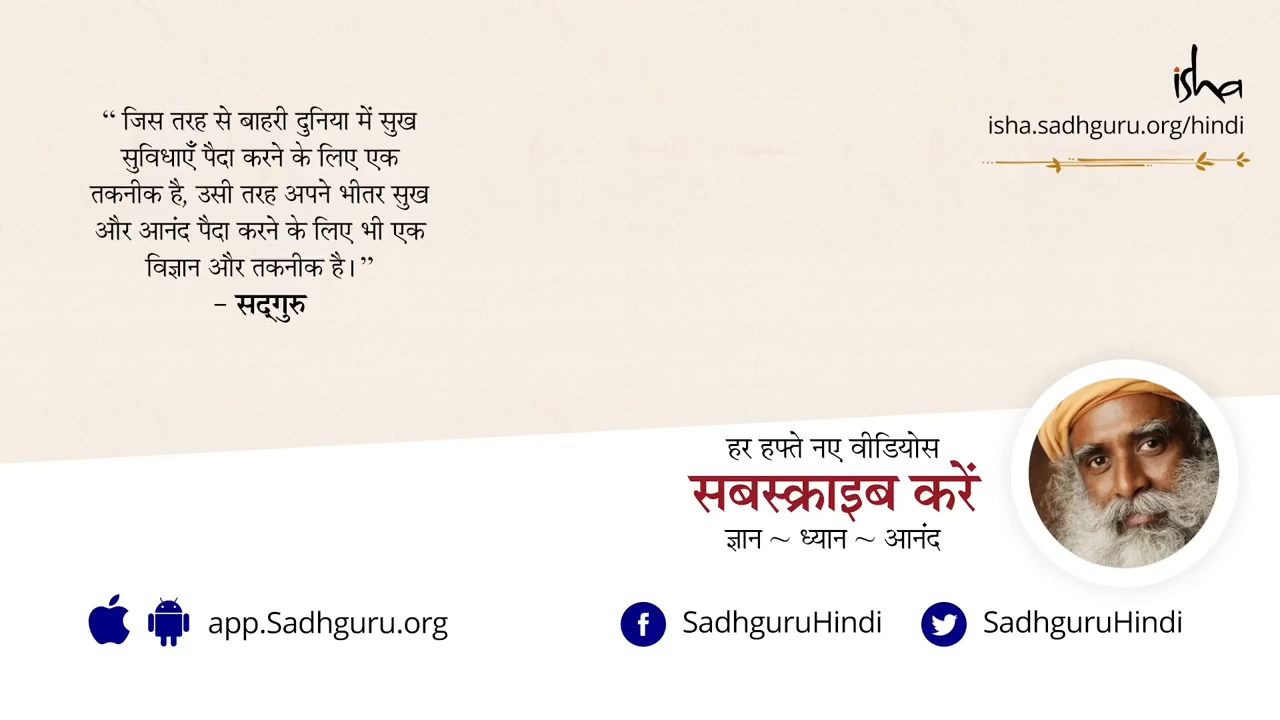 “ जिस तरह से बाहरी दुनिया में सुख
सुविधाएँ पैदा करने के लिए एक
तकनीक है, उसी तरह अपने भीतर सुख
और आनंद पैदा करने के लिए भी एक
विज्ञान और तकनीक है।”
- सद्गुरु
isha
isha.sadhguru.org/hindi
हर हफ्ते नए वीडियोस
सबस्क्राइब करें
ज्ञान ~ ध्यान ~ आनंद
app.Sadhguru.org
SadhguruHindi
SadhguruHindi